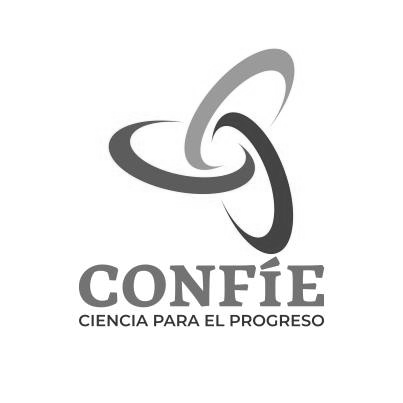 CONFÍE
CIENCIA PARA EL PROGRESO